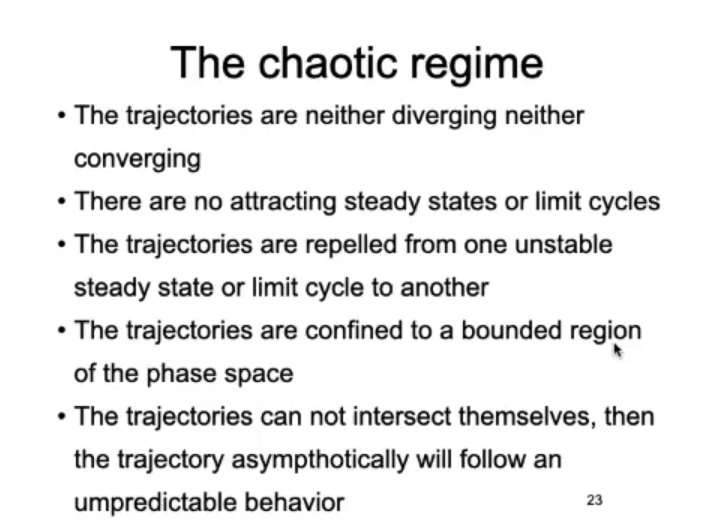 The chaotic regime
• The trajectories are neither diverging neither
converging
• There are no attracting steady states or limit cycles
• The trajectories are repelled from one unstable
steady state or limit cycle to another
• The trajectories are confined to a bounded region
of the phase space
• The trajectories can not intersect themselves, then
the trajectory asympthotically will follow an
umpredictable behavior
23